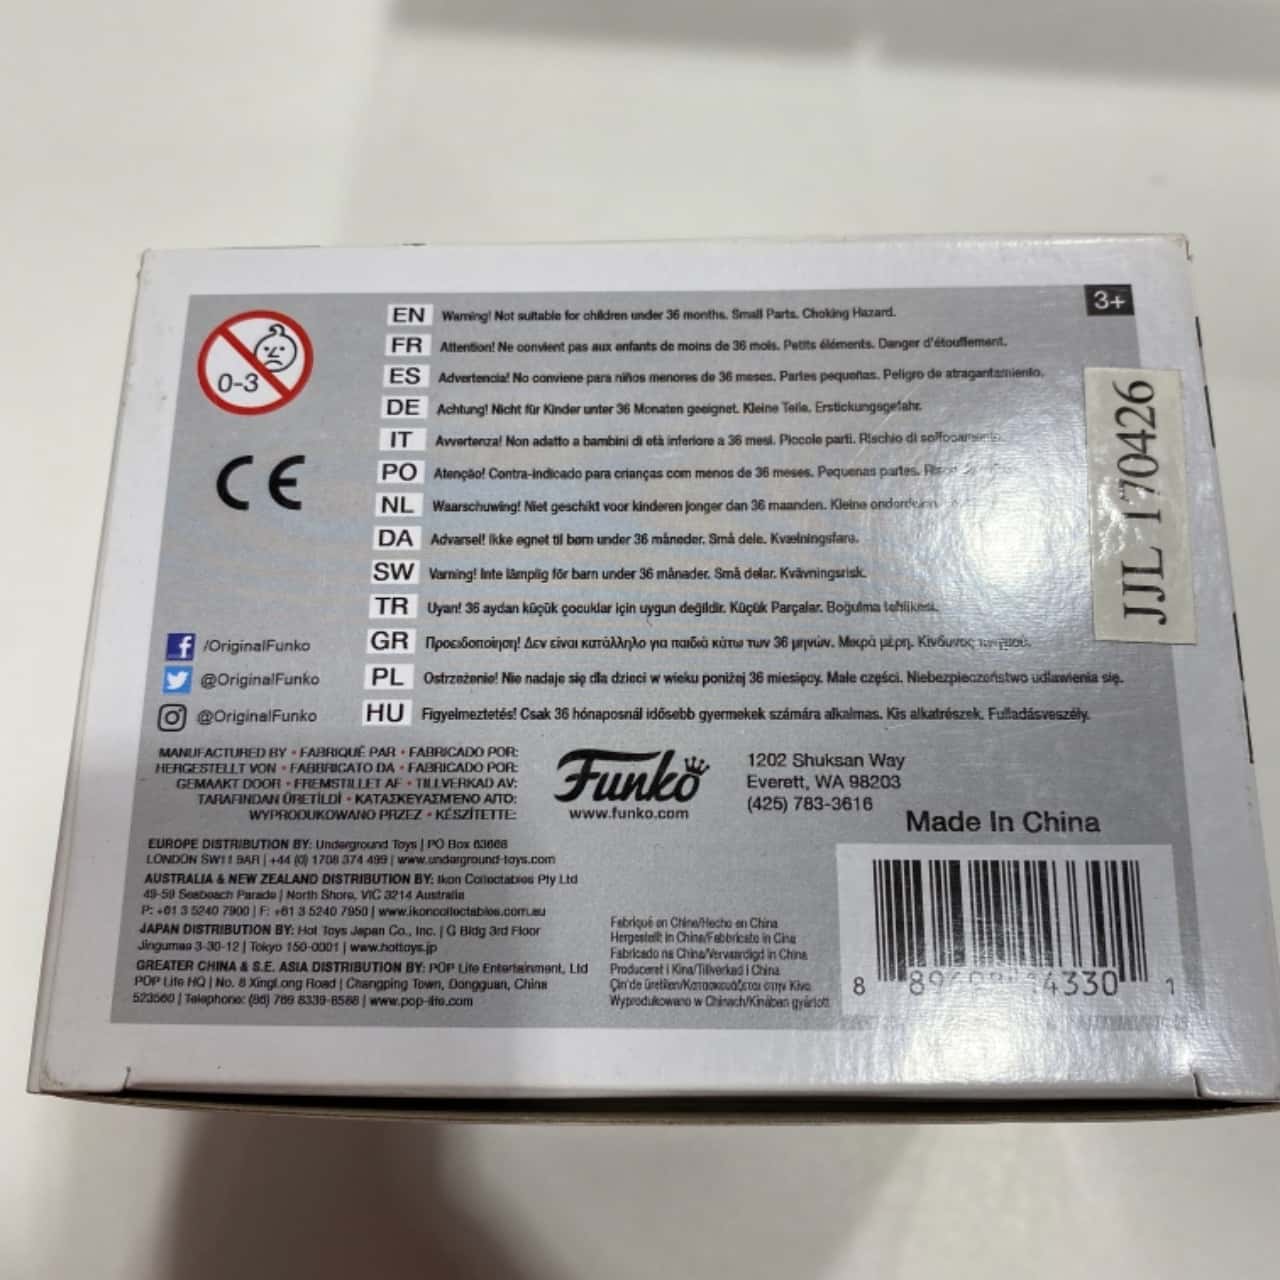 3+
0-3
EN Warning! Not suitable for children under 36 months. Small Parts. Choking Hazard.
FR Attention! Ne convient pas aux enfants de moins de 36 mois. Petits éléments. Danger d'étouffement.
ES Advertencia! No conviene para niños menores de 36 meses. Partes pequeñas. Peligro de atragantamiento.
DE Achtung! Nicht für Kinder unter 36 Monaten geeignet. Kleine Teile. Erstickungsgefahr.
IT Avvertenza! Non adatto a bambini di età inferiore a 36 mesi. Piccole parti. Rischio di soffocamento.
PO Atenção! Contra-indicado para crianças com menos de 36 meses. Pequenas partes.
NL Waarschuwing! Niet geschikt voor kinderen jonger dan 36 maanden. Kleine onderdelen
DA Advarsel! Ikke egnet til børn under 36 måneder. Små dele. Kvælningsfare.
SW Varning! Inte lämplig för barn under 36 månader. Små delar. Kvävningsrisk.
TR Uyarı! 36 aydan küçük çocuklar için uygun değildir. Küçük Parçalar. Boğulma tehlikesi.
GR Προειδοποίηση! Δεν είναι κατάλληλο για παιδιά κάτω των 36 μηνών. Μικρά μέρη. Κίνδυνος
PL Ostrzeżenie! Nie nadaje się dla dzieci w wieku poniżej 36 miesięcy. Małe części. Niebezpieczeństwo udławienia się.
HU Figyelmeztetés! Csak 36 hónaposnál idősebb gyermekek számára alkalmas. Kis alkatrészek. Fulladásveszély.
CE
JJL 170426
/OriginalFunko
@OriginalFunko
@OriginalFunko
MANUFACTURED BY • FABRIQUÉ PAR • FABRICADO POR:
HERGESTELLT VON • FABBRICATO DA • FABRICADO POR:
GEMAAKT DOOR • FREMSTILLET AF • TILLVERKAD AV:
TARAFINDAN ÜRETİLDİ • ΚΑΤΑΣΚΕΥΑΣΜΈΝΟ ΑΠΌ:
WYPRODUKOWANO PRZEZ • KÉSZÍTETTE:
Funko
www.funko.com
1202 Shuksan Way
Everett, WA 98203
(425) 783-3616
Made In China
EUROPE DISTRIBUTION BY: Underground Toys | PO Box 63668
LONDON SW11 9AR | +44 (0) 1708 374 499 | www.underground-toys.com
AUSTRALIA & NEW ZEALAND DISTRIBUTION BY: Ikon Collectables Pty Ltd
49-59 Seabeach Parade | North Shore, VIC 3214 Australia
P: +61 3 5240 7900 | F: +61 3 5240 7950 | www.ikoncollectables.com.au
JAPAN DISTRIBUTION BY: Hot Toys Japan Co., Inc. | G Bldg 3rd Floor
Jingumae 3-30-12 | Tokyo 150-0001 | www.hottoys.jp
GREATER CHINA & S.E. ASIA DISTRIBUTION BY: POP Life Entertainment, Ltd
POP Life HQ | No. 8 XingLong Road | Changping Town, Dongguan, China
523560 | Telephone: (86) 769 8339-6588 | www.pop-life.com
Fabriqué en Chine/Hecho en China
Hergestellt in China/Fabbricato in Cina
Fabricado na China/Vervaardigd in China
Produceret i Kina/Tillverkad i China
Çin'de üretilen/Κατασκευάζεται στην Κίνα
Wyprodukowano w Chinach/Kínában gyártott
8 89 14330 1